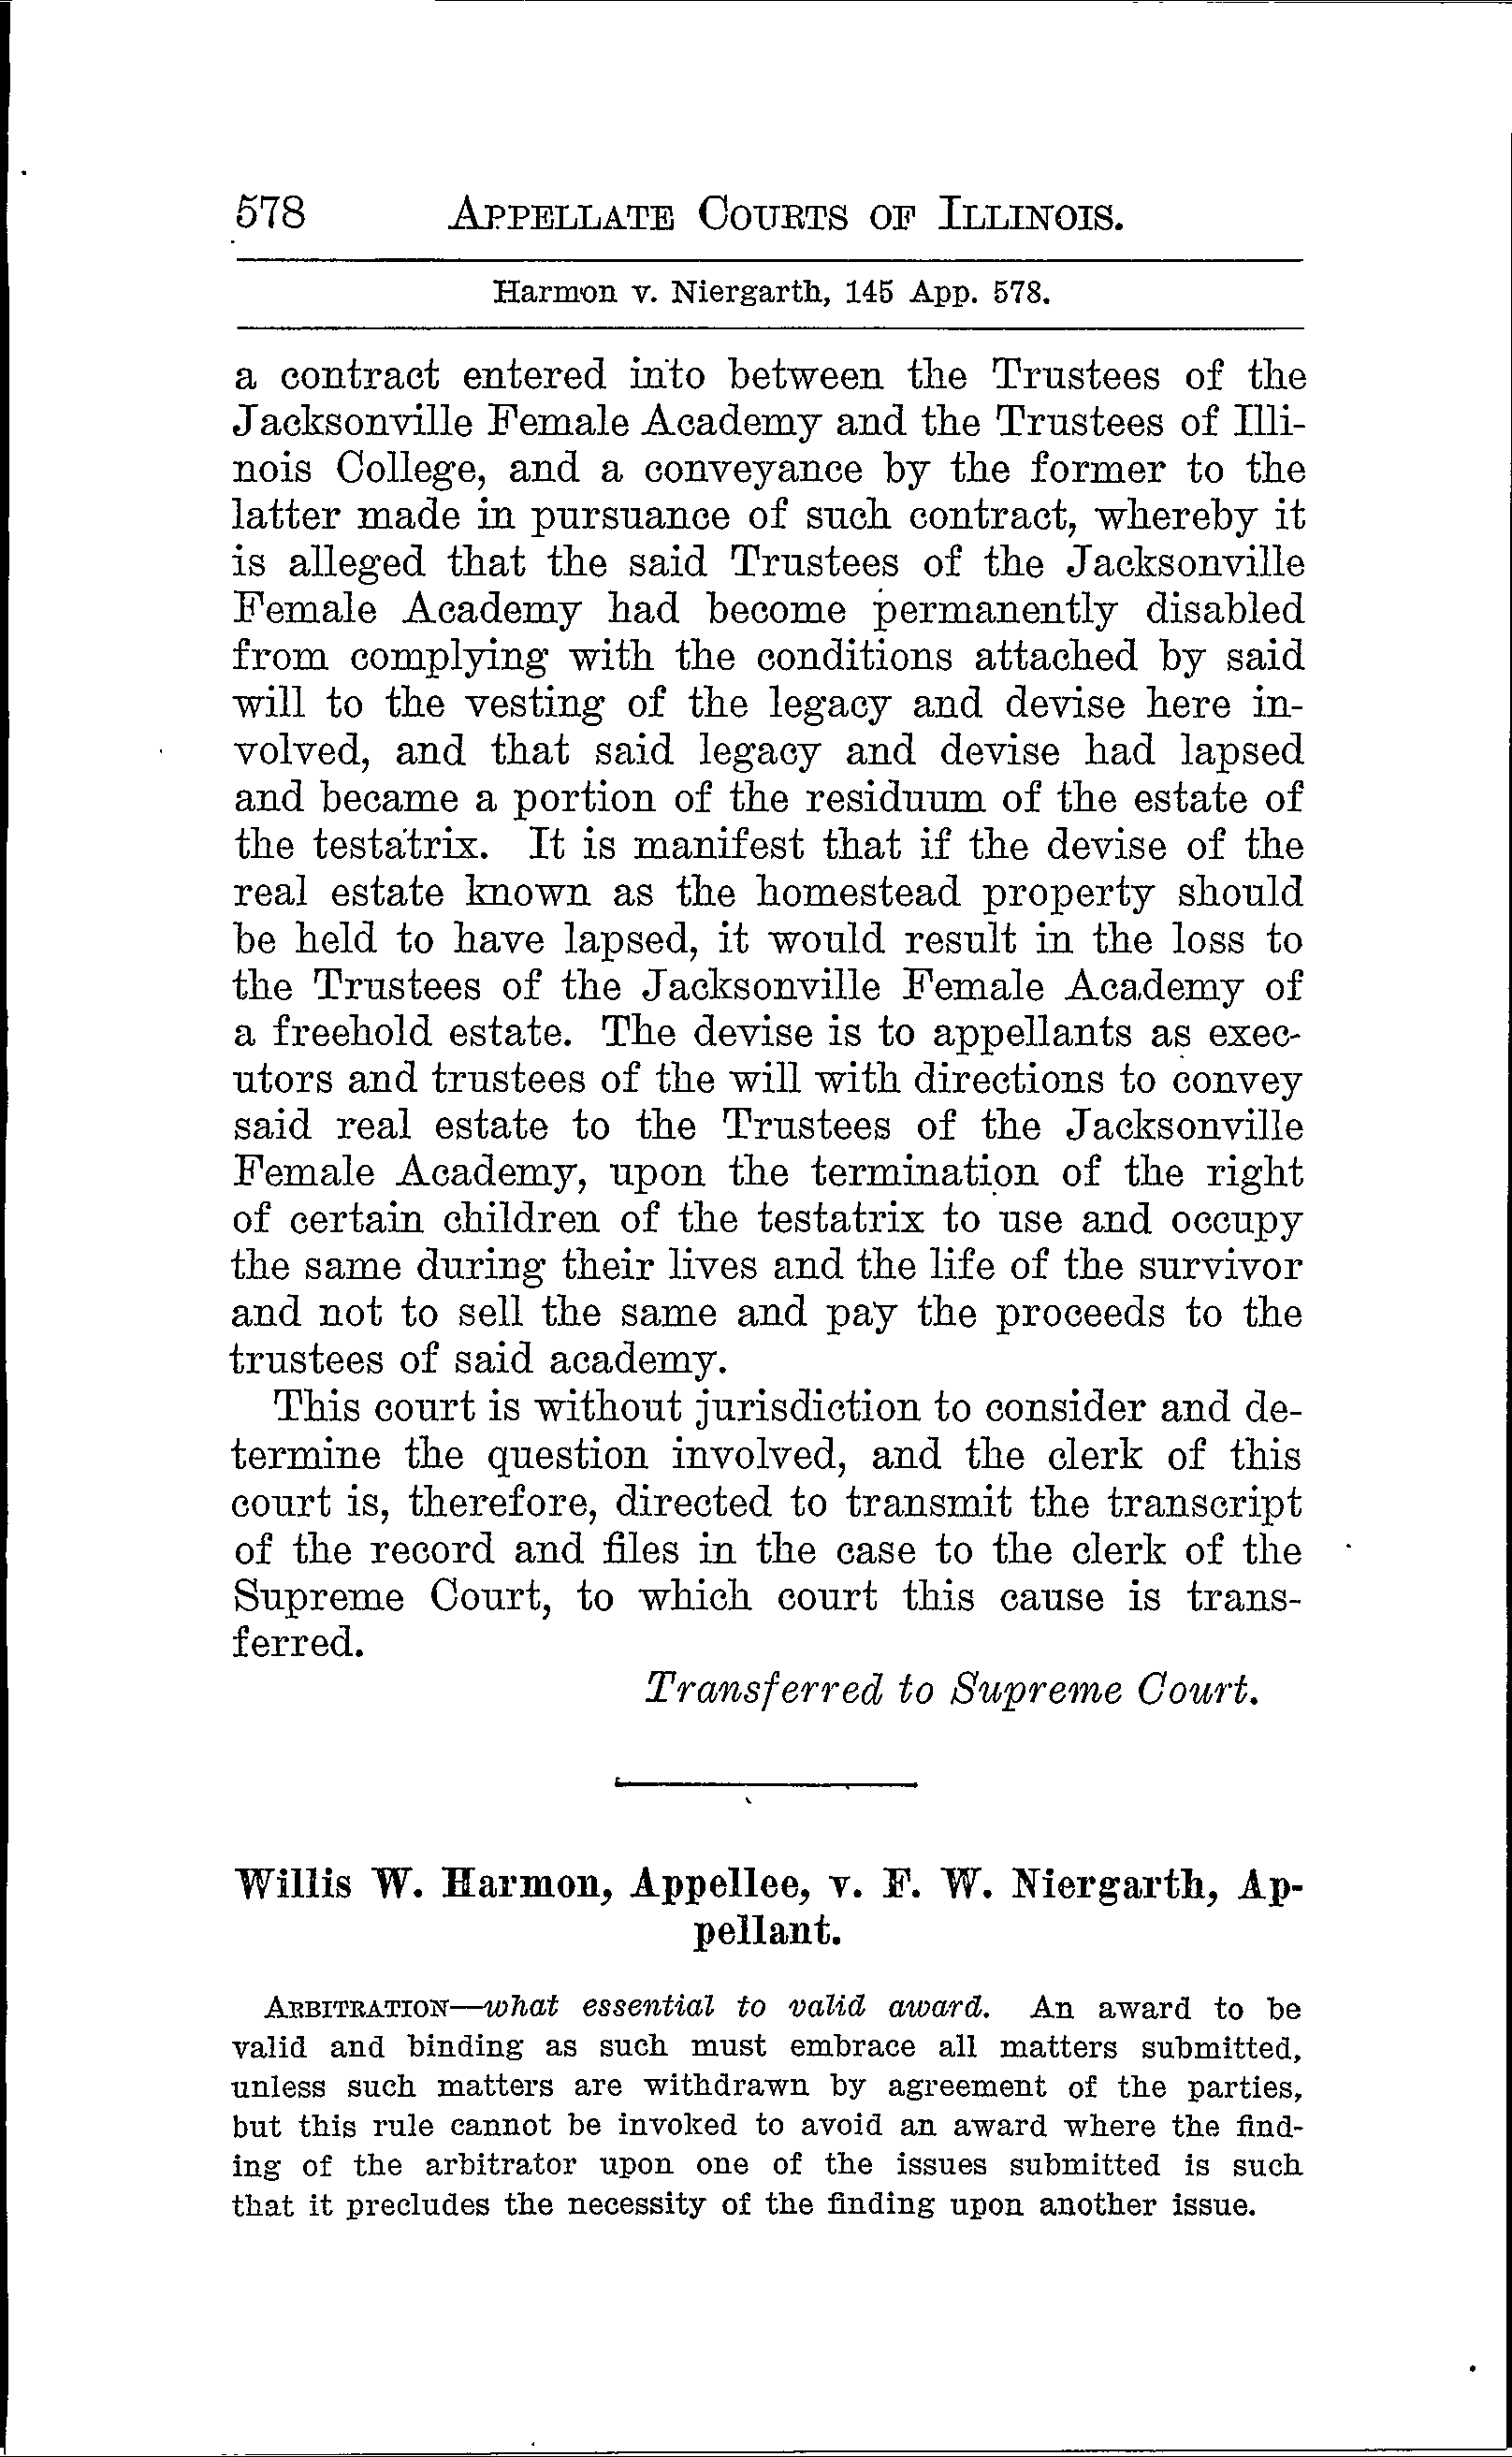 578 APPELLATE COURTS OF ILLINOIS.
Harmon v. Niergarth, 145 App. 578.
a contract entered into between the Trustees of the
Jacksonville Female Academy and the Trustees of Illi-
nois College, and a conveyance by the former to the
latter made in pursuance of such contract, whereby it
is alleged that the said Trustees of the Jacksonville
Female Academy had become permanently disabled
from complying with the conditions attached by said
will to the vesting of the legacy and devise here in-
volved, and that said legacy and devise had lapsed
and became a portion of the residuum of the estate of
the testatrix. It is manifest that if the devise of the
real estate known as the homestead property should
be held to have lapsed, it would result in the loss to
the Trustees of the Jacksonville Female Academy of
a freehold estate. The devise is to appellants as exec-
utors and trustees of the will with directions to convey
said real estate to the Trustees of the Jacksonville
Female Academy, upon the termination of the right
of certain children of the testatrix to use and occupy
the same during their lives and the life of the survivor
and not to sell the same and pay the proceeds to the
trustees of said academy.
This court is without jurisdiction to consider and de-
termine the question involved, and the clerk of this
court is, therefore, directed to transmit the transcript
of the record and files in the case to the clerk of the
Supreme Court, to which court this cause is trans-
ferred.
Transferred to Supreme Court.
Willis W. Harmon, Appellee, v. F. W. Niergarth, Ap-
pellant.
ARBITRATION—what essential to valid award. An award to be
valid and binding as such must embrace all matters submitted,
unless such matters are withdrawn by agreement of the parties,
but this rule cannot be invoked to avoid an award where the find-
ing of the arbitrator upon one of the issues submitted is such
that it precludes the necessity of the finding upon another issue.